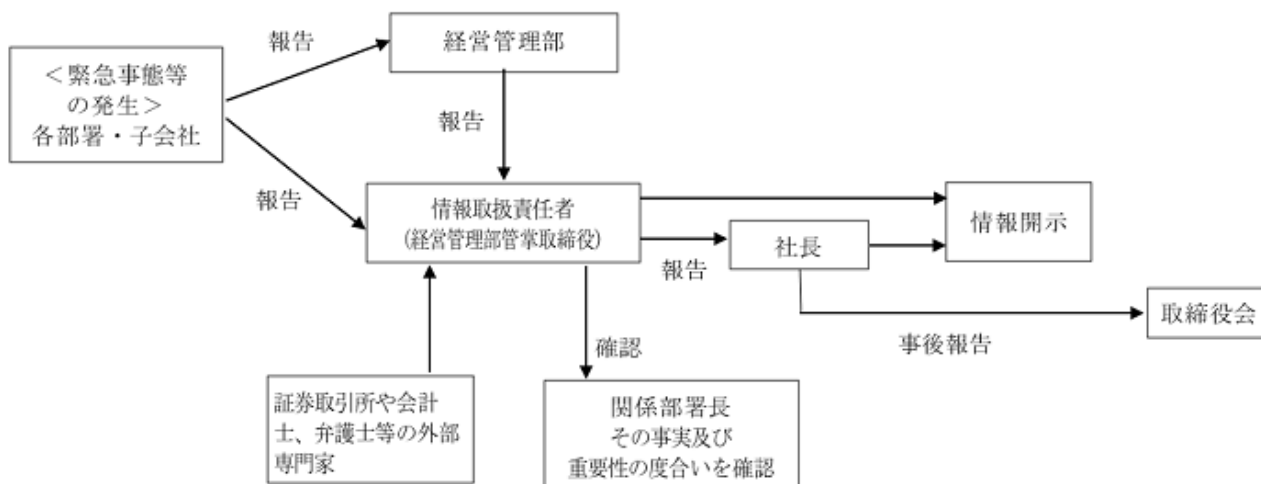 報告
経営管理部
＜緊急事態等
の発生＞
各部署・子会社
報告
報告
情報取扱責任者
(経営管理部管掌取締役)
情報開示
社長
報告
取締役会
事後報告
確認
証券取引所や会計
士、弁護士等の外部
専門家
関係部署長
その事実及び
重要性の度合いを確認